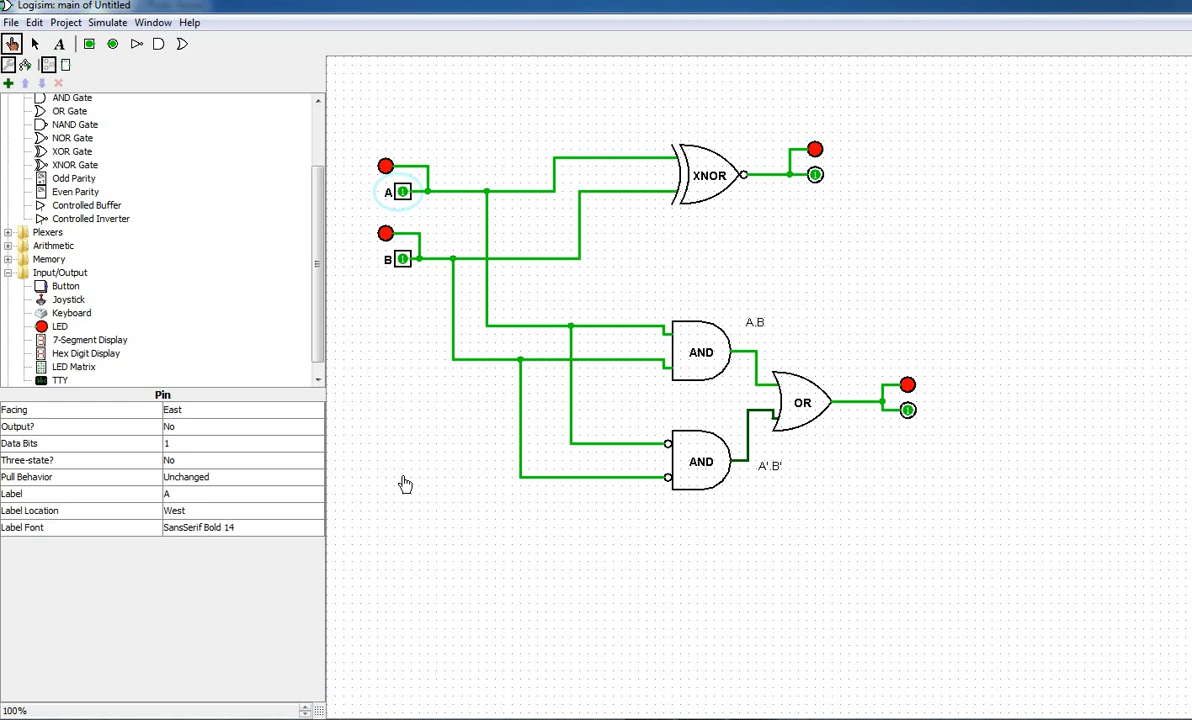 Logisim: main of Untitled
File Edit Project Simulate Window Help
A
AND Gate
OR Gate
NAND Gate
NOR Gate
XOR Gate
XNOR Gate
Odd Parity
Even Parity
Controlled Buffer
Controlled Inverter
Plexers
Arithmetic
Memory
Input/Output
Button
Joystick
Keyboard
LED
7-Segment Display
Hex Digit Display
LED Matrix
TTY
Pin
Facing East
Output? No
Data Bits 1
Three-state? No
Pull Behavior Unchanged
Label A
Label Location West
Label Font SansSerif Bold 14
100%
A 1
B 1
XNOR
1
AND
A.B
OR
1
AND
A'.B'